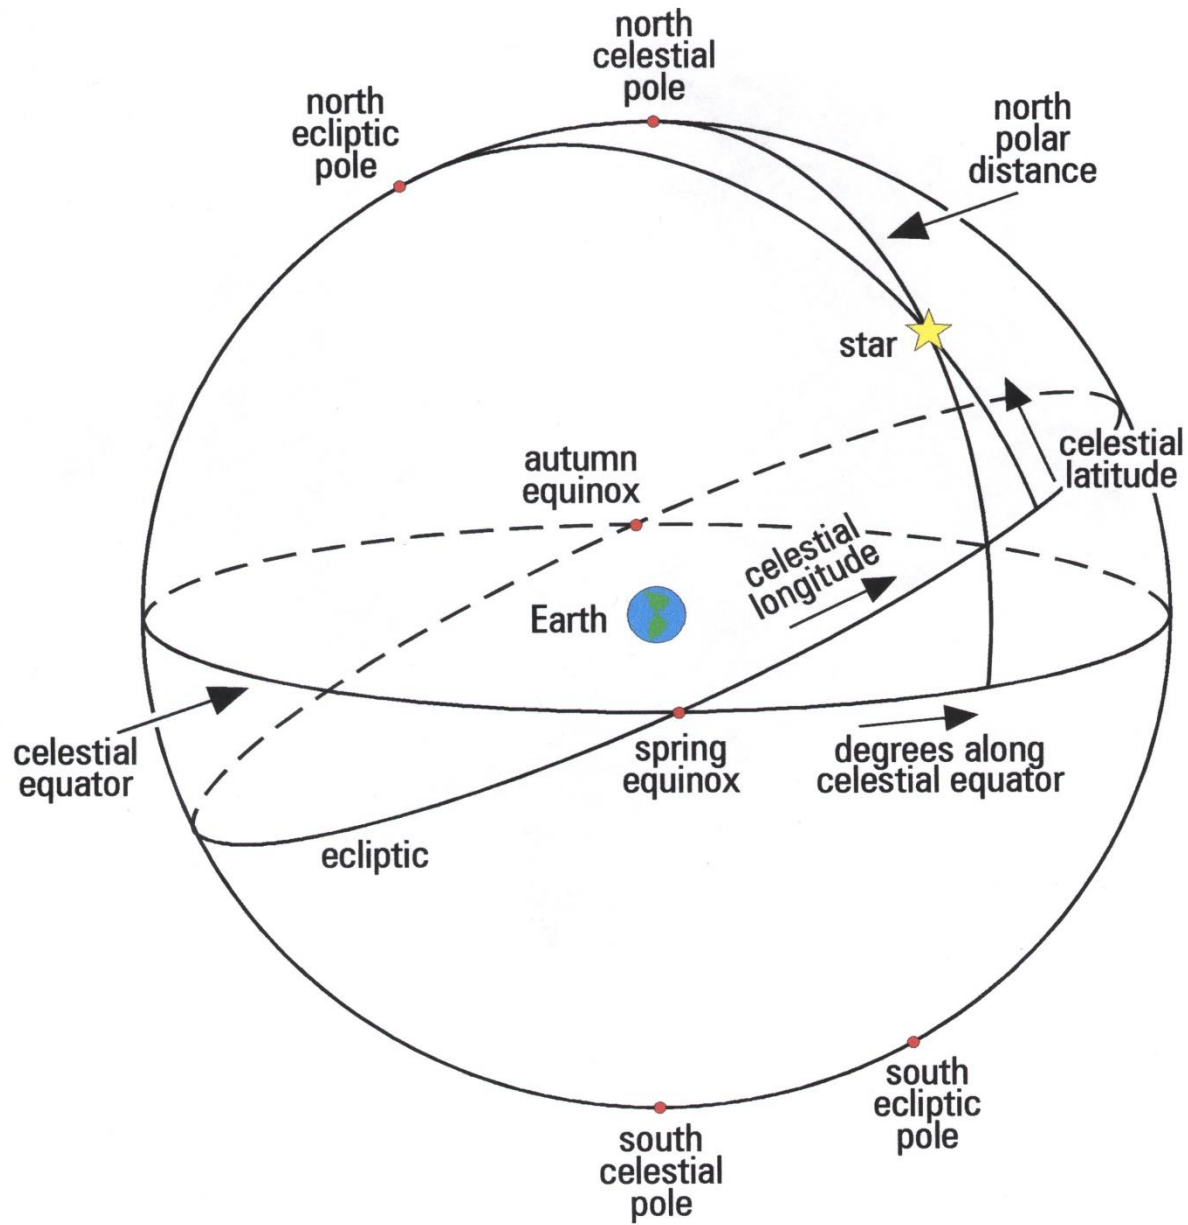 north
celestial
pole
north
ecliptic
pole
north
polar
distance
star
celestial
latitude
autumn
equinox
celestial
longitude
Earth
celestial
equator
spring
equinox
degrees along
celestial equator
ecliptic
south
ecliptic
pole
south
celestial
pole